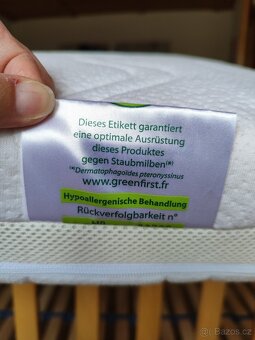 Dieses Etikett garantiert
eine optimale Ausrüstung
dieses Produktes
gegen Staubmilben(*)
(*Dermatophagoides pteronyssinus
www.greenfirst.fr
Hypoallergenische Behandlung
Rückverfolgbarkeit n°